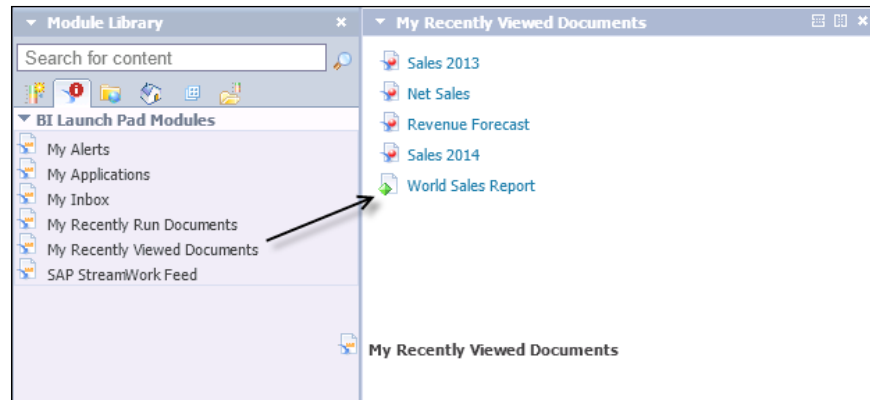 Module Library
Search for content
BI Launch Pad Modules
My Alerts
My Applications
My Inbox
My Recently Run Documents
My Recently Viewed Documents
SAP StreamWork Feed
My Recently Viewed Documents
Sales 2013
Net Sales
Revenue Forecast
Sales 2014
World Sales Report
My Recently Viewed Documents